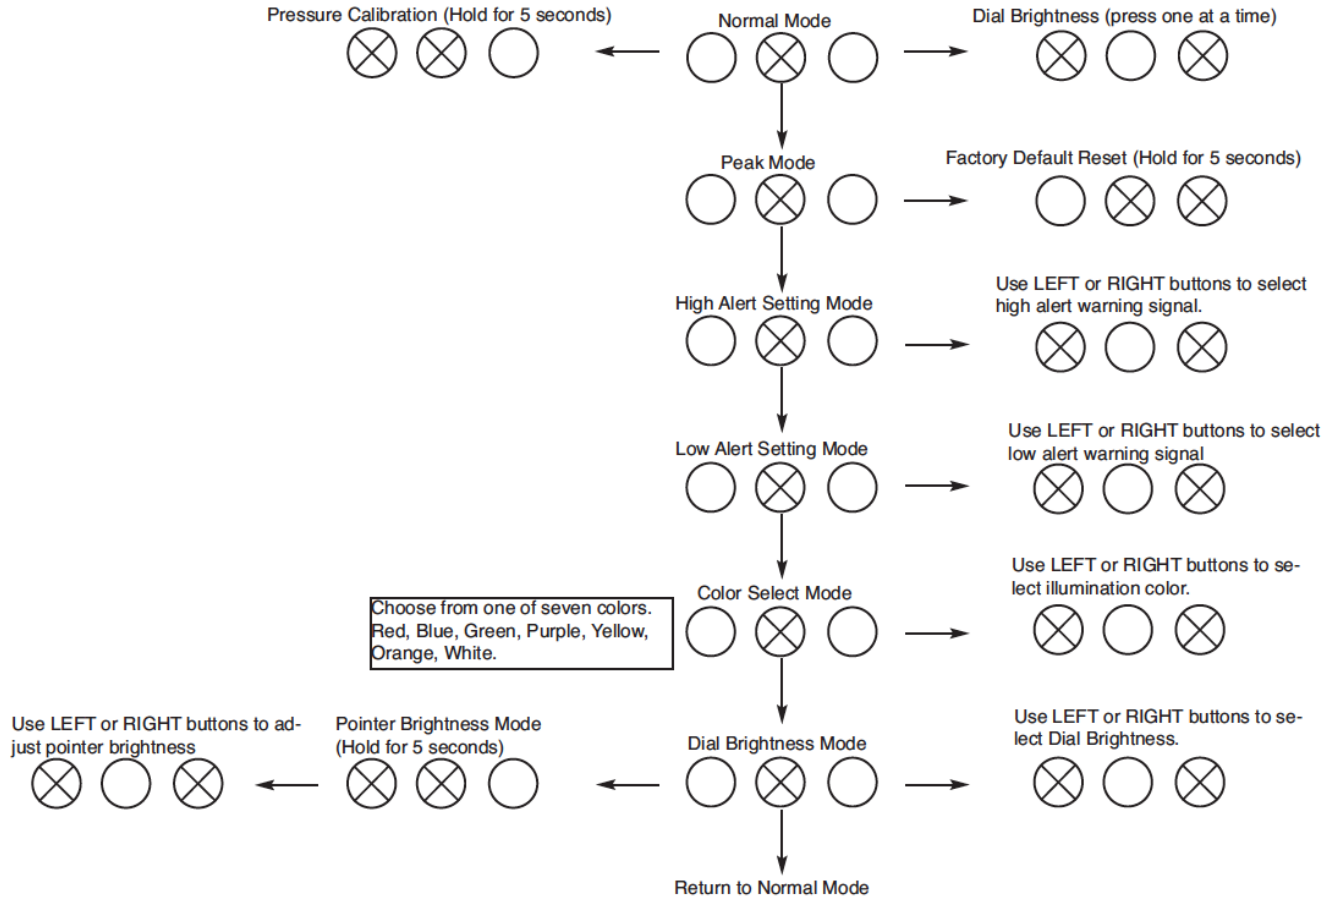 Pressure Calibration (Hold for 5 seconds)
Normal Mode
Dial Brightness (press one at a time)
Peak Mode
Factory Default Reset (Hold for 5 seconds)
High Alert Setting Mode
Use LEFT or RIGHT buttons to select
high alert warning signal.
Low Alert Setting Mode
Use LEFT or RIGHT buttons to select
low alert warning signal
Choose from one of seven colors.
Red, Blue, Green, Purple, Yellow,
Orange, White.
Color Select Mode
Use LEFT or RIGHT buttons to se-
lect illumination color.
Use LEFT or RIGHT buttons to ad-
just pointer brightness
Pointer Brightness Mode
(Hold for 5 seconds)
Dial Brightness Mode
Use LEFT or RIGHT buttons to se-
lect Dial Brightness.
Return to Normal Mode